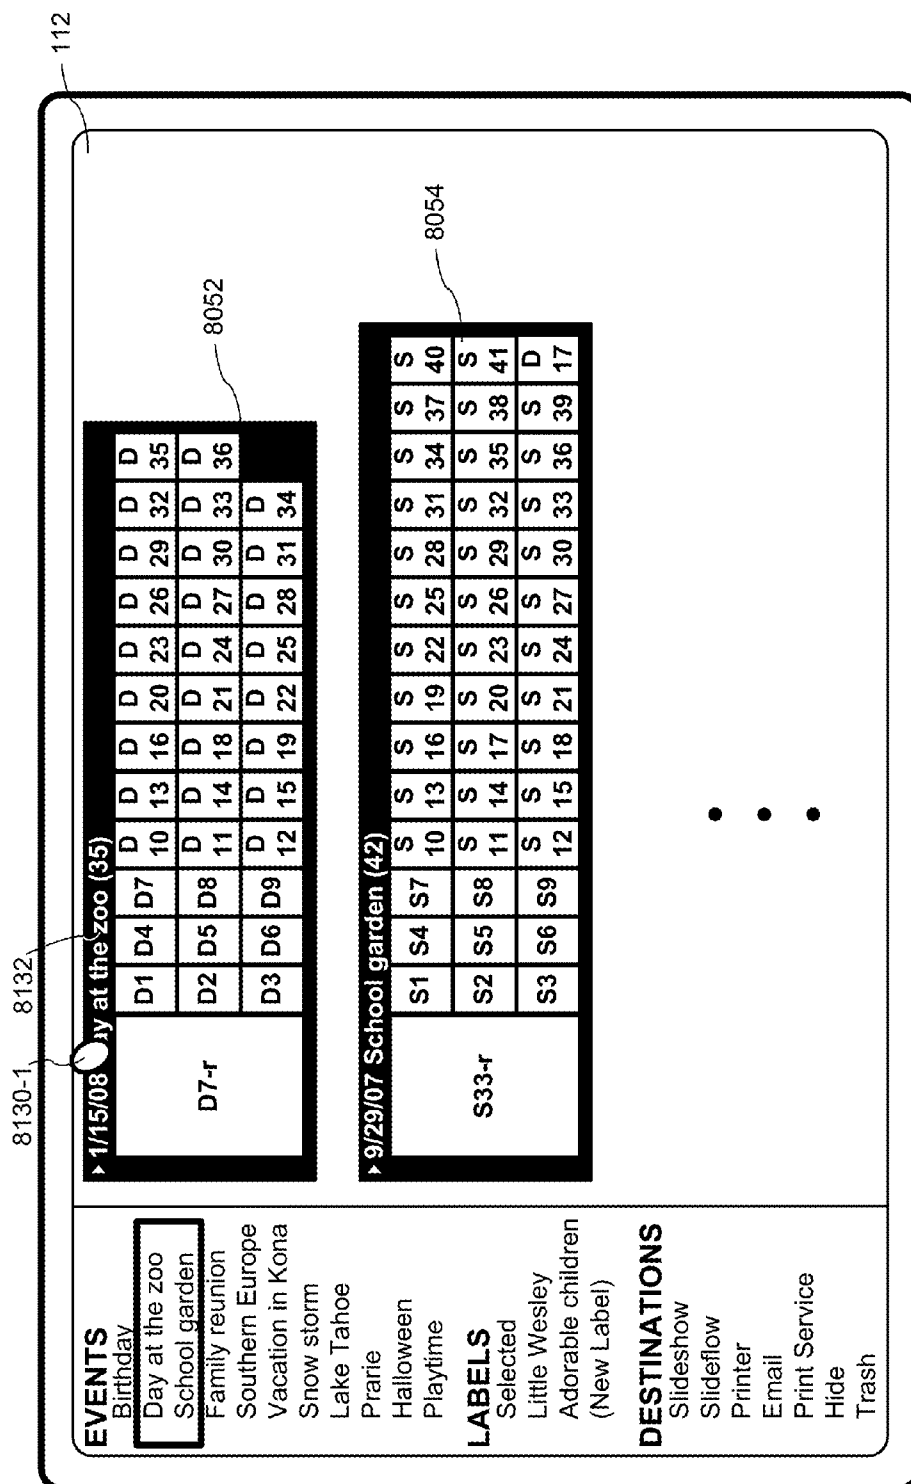 112
8130-1
8132
8052
8054
EVENTS
Birthday
Day at the zoo
School garden
Family reunion
Southern Europe
Vacation in Kona
Snow storm
Lake Tahoe
Prarie
Halloween
Playtime
LABELS
Selected
Little Wesley
Adorable children
(New Label)
DESTINATIONS
Slideshow
Slideflow
Printer
Email
Print Service
Hide
Trash
1/15/08 ay at the zoo (35)
D7-r
D1 D4 D7 D 10 D 13 D 16 D 20 D 23 D 26 D 29 D 32 D 35
D2 D5 D8 D 11 D 14 D 18 D 21 D 24 D 27 D 30 D 33 D 36
D3 D6 D9 D 12 D 15 D 19 D 22 D 25 D 28 D 31 D 34
9/29/07 School garden (42)
S33-r
S1 S4 S7 S 10 S 13 S 16 S 19 S 22 S 25 S 28 S 31 S 34 S 37 S 40
S2 S5 S8 S 11 S 14 S 17 S 20 S 23 S 26 S 29 S 32 S 35 S 38 S 41
S3 S6 S9 S 12 S 15 S 18 S 21 S 24 S 27 S 30 S 33 S 36 S 39 D 17